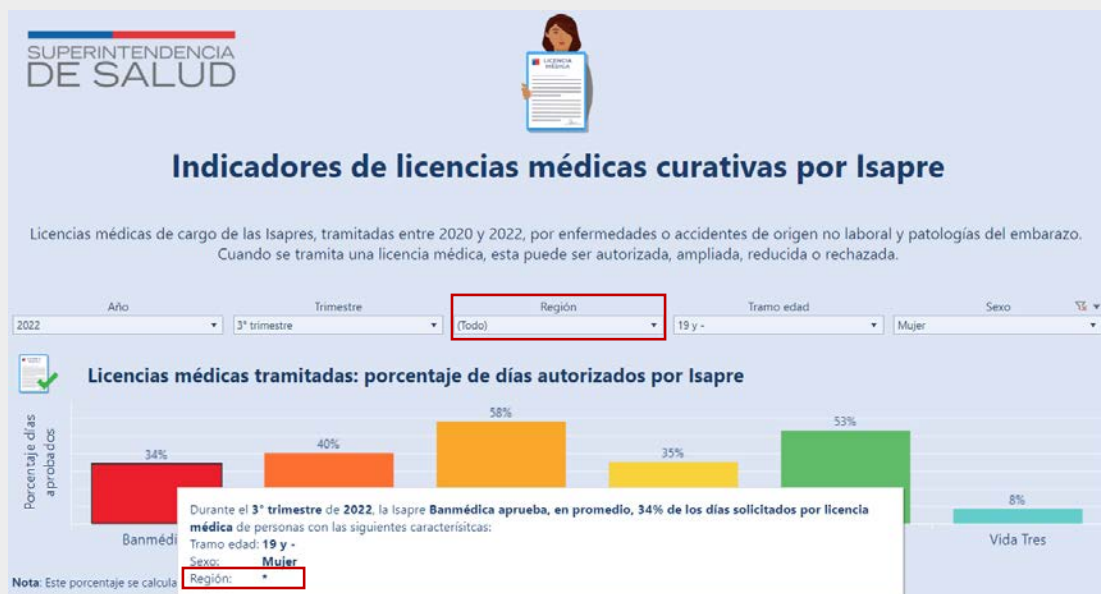 SUPERINTENDENCIA
DE SALUD
LICENCIA
MÉDICA
Indicadores de licencias médicas curativas por Isapre
Licencias médicas de cargo de las Isapres, tramitadas entre 2020 y 2022, por enfermedades o accidentes de origen no laboral y patologías del embarazo.
Cuando se tramita una licencia médica, esta puede ser autorizada, ampliada, reducida o rechazada.
Año Trimestre Región Tramo edad Sexo
2022 3° trimestre (Todo) 19 y - Mujer
Licencias médicas tramitadas: porcentaje de días autorizados por Isapre
Porcentaje días
aprobados
34% 40% 58% 35% 53% 8%
Durante el 3° trimestre de 2022, la Isapre Banmédica aprueba, en promedio, 34% de los días solicitados por licencia
médica de personas con las siguientes caracterísitcas:
Tramo edad: 19 y -
Sexo: Mujer
Región: *
Banmédi Vida Tres
Nota: Este porcentaje se calcula